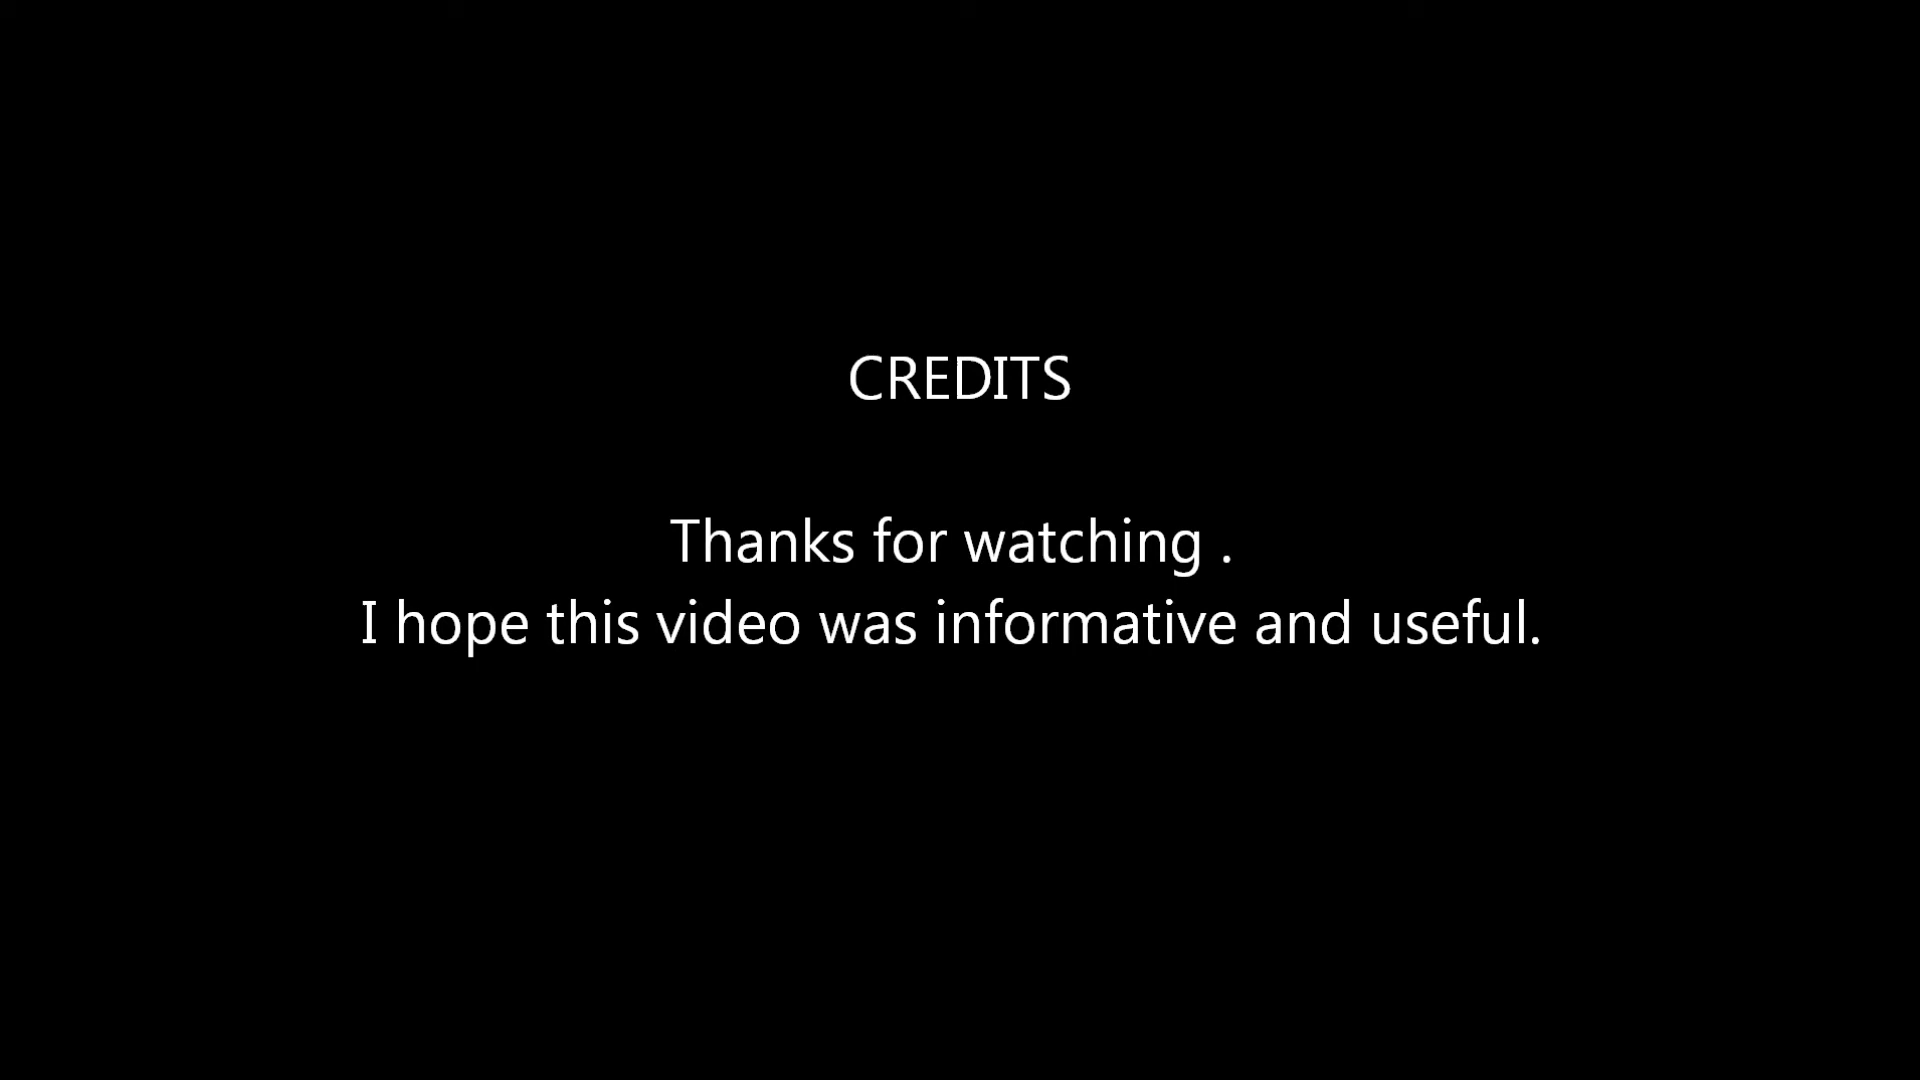 CREDITS
Thanks for watching .
I hope this video was informative and useful.